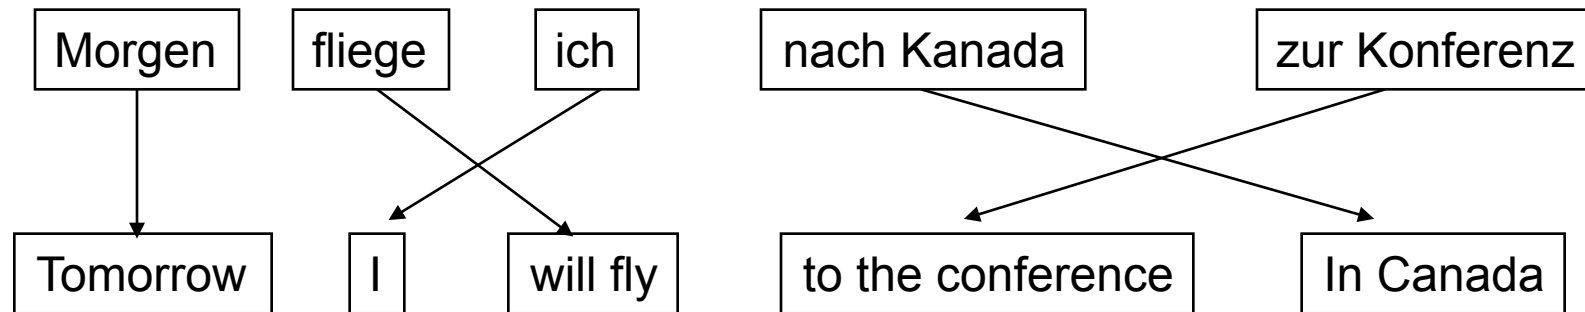 Morgen fliege ich nach Kanada zur Konferenz
Tomorrow I will fly to the conference In Canada